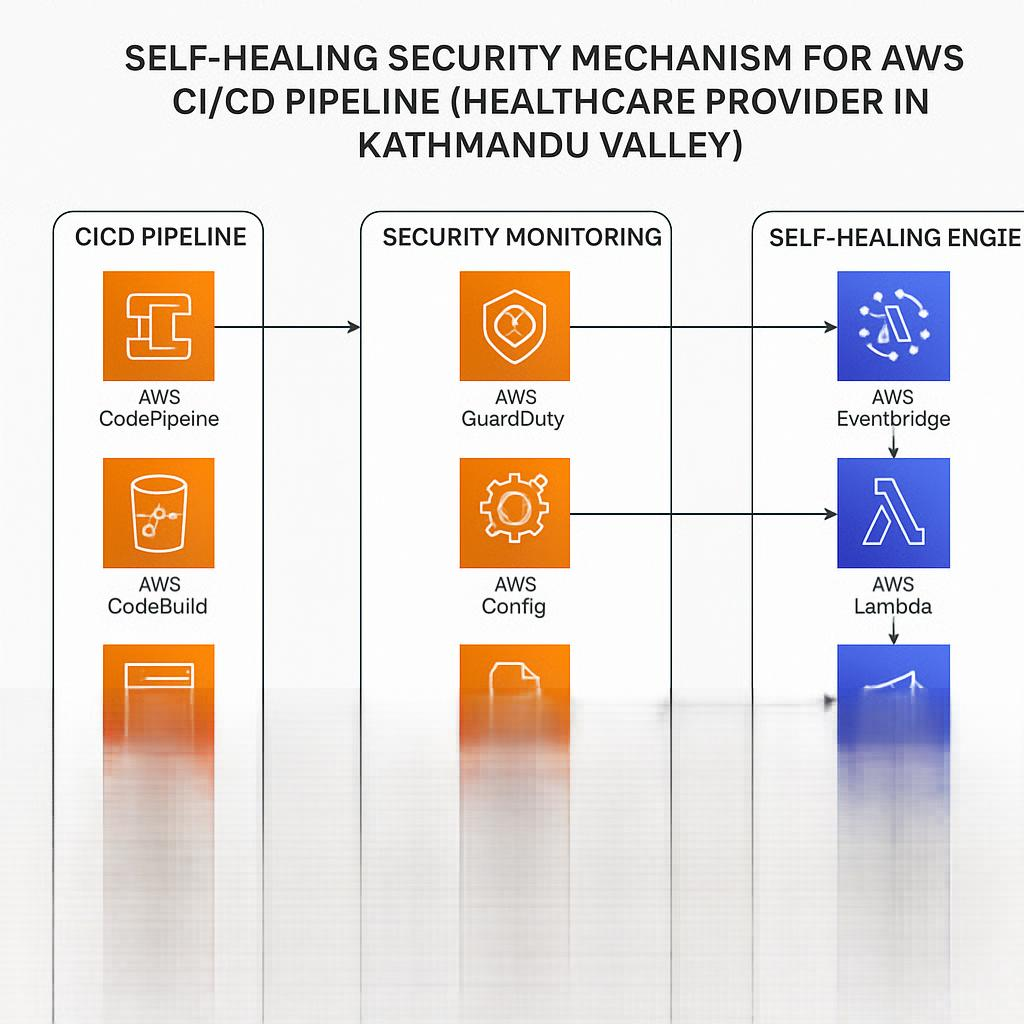 SELF-HEALING SECURITY MECHANISM FOR AWS
CI/CD PIPELINE (HEALTHCARE PROVIDER IN
KATHMANDU VALLEY)
CICD PIPELINE
AWS
CodePipeine
AWS
CodeBuild
SECURITY MONITORING
AWS
GuardDuty
AWS
Config
SELF-HEALING ENGIE
AWS
Eventbridge
AWS
Lambda